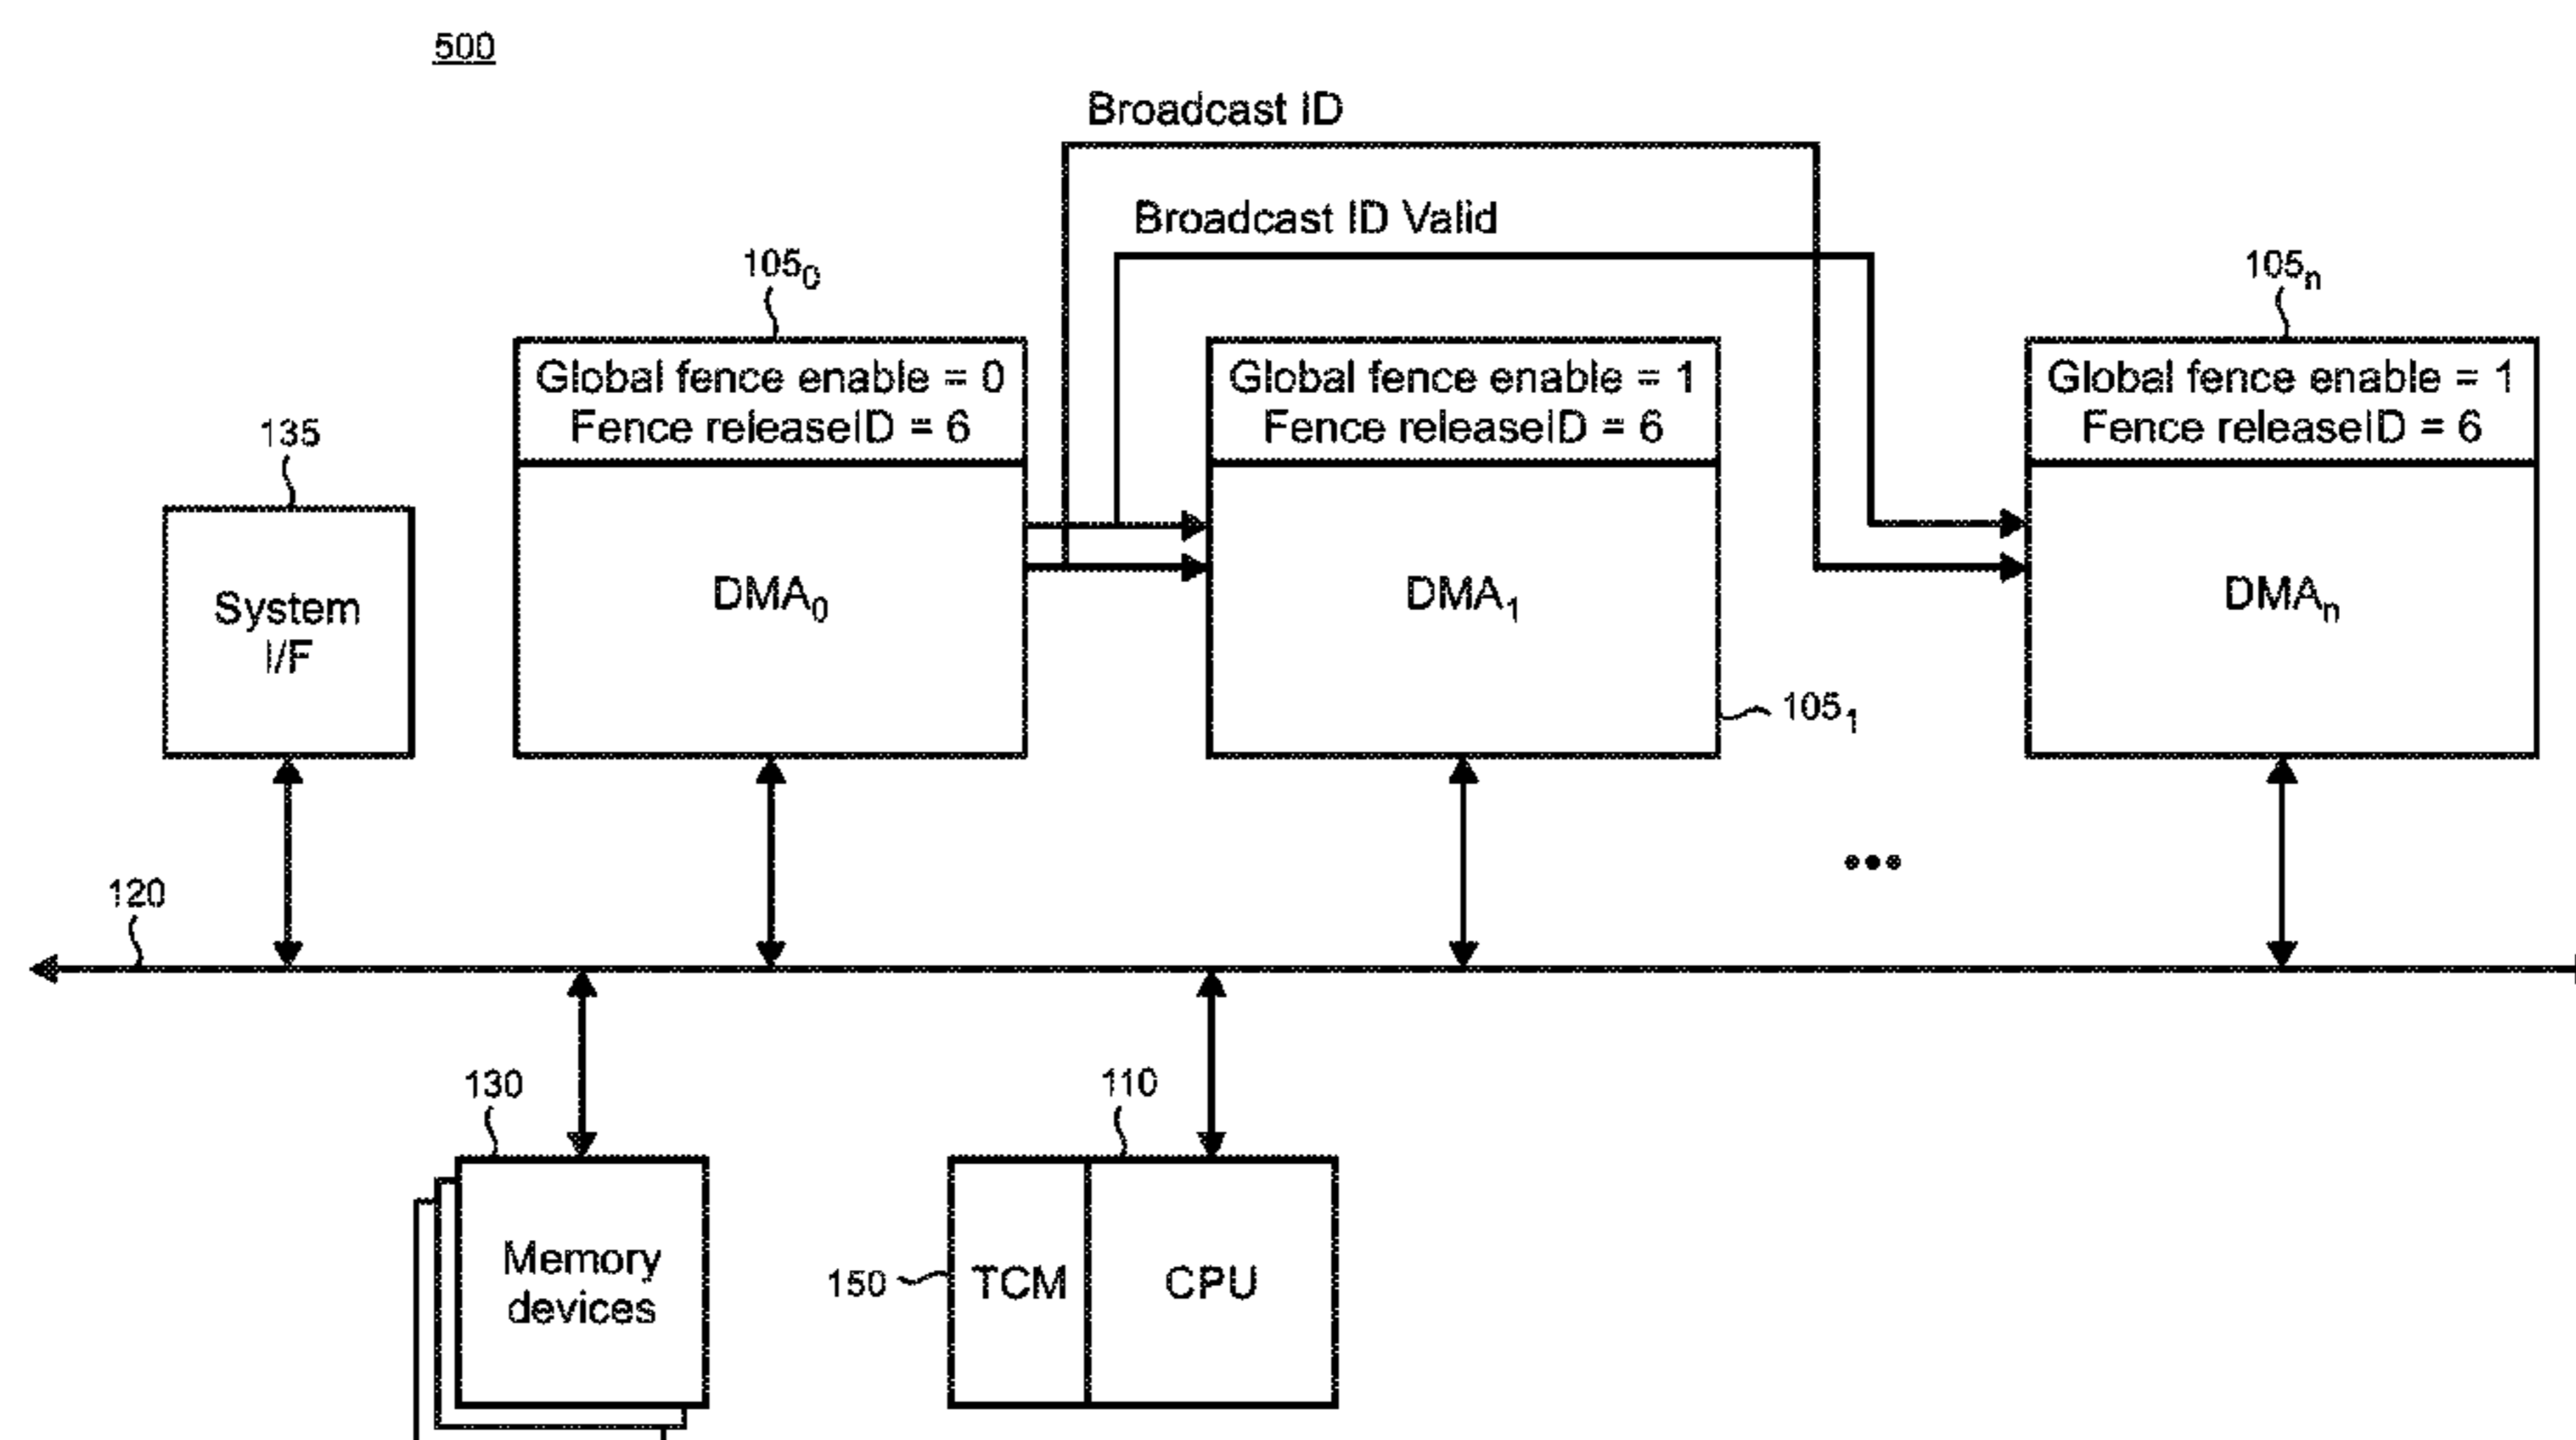 500
Broadcast ID
Broadcast ID Valid
105₀
105ₙ
Global fence enable = 0
Fence releaseID = 6
Global fence enable = 1
Fence releaseID = 6
Global fence enable = 1
Fence releaseID = 6
135
System
I/F
DMA₀
DMA₁
DMAₙ
105₁
•••
120
130
110
Memory
devices
150
TCM
CPU